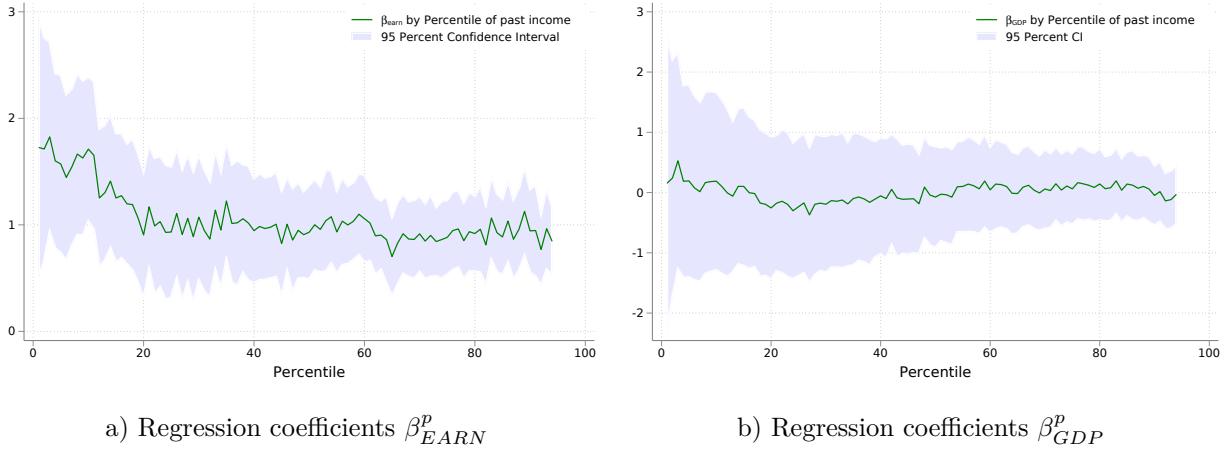 β_earn by Percentile of past income
95 Percent Confidence Interval
3
2
1
0
0 20 40 60 80 100
Percentile
a) Regression coefficients β^p_EARN
β_GDP by Percentile of past income
95 Percent CI
3
2
1
0
-1
-2
0 20 40 60 80 100
Percentile
b) Regression coefficients β^p_GDP